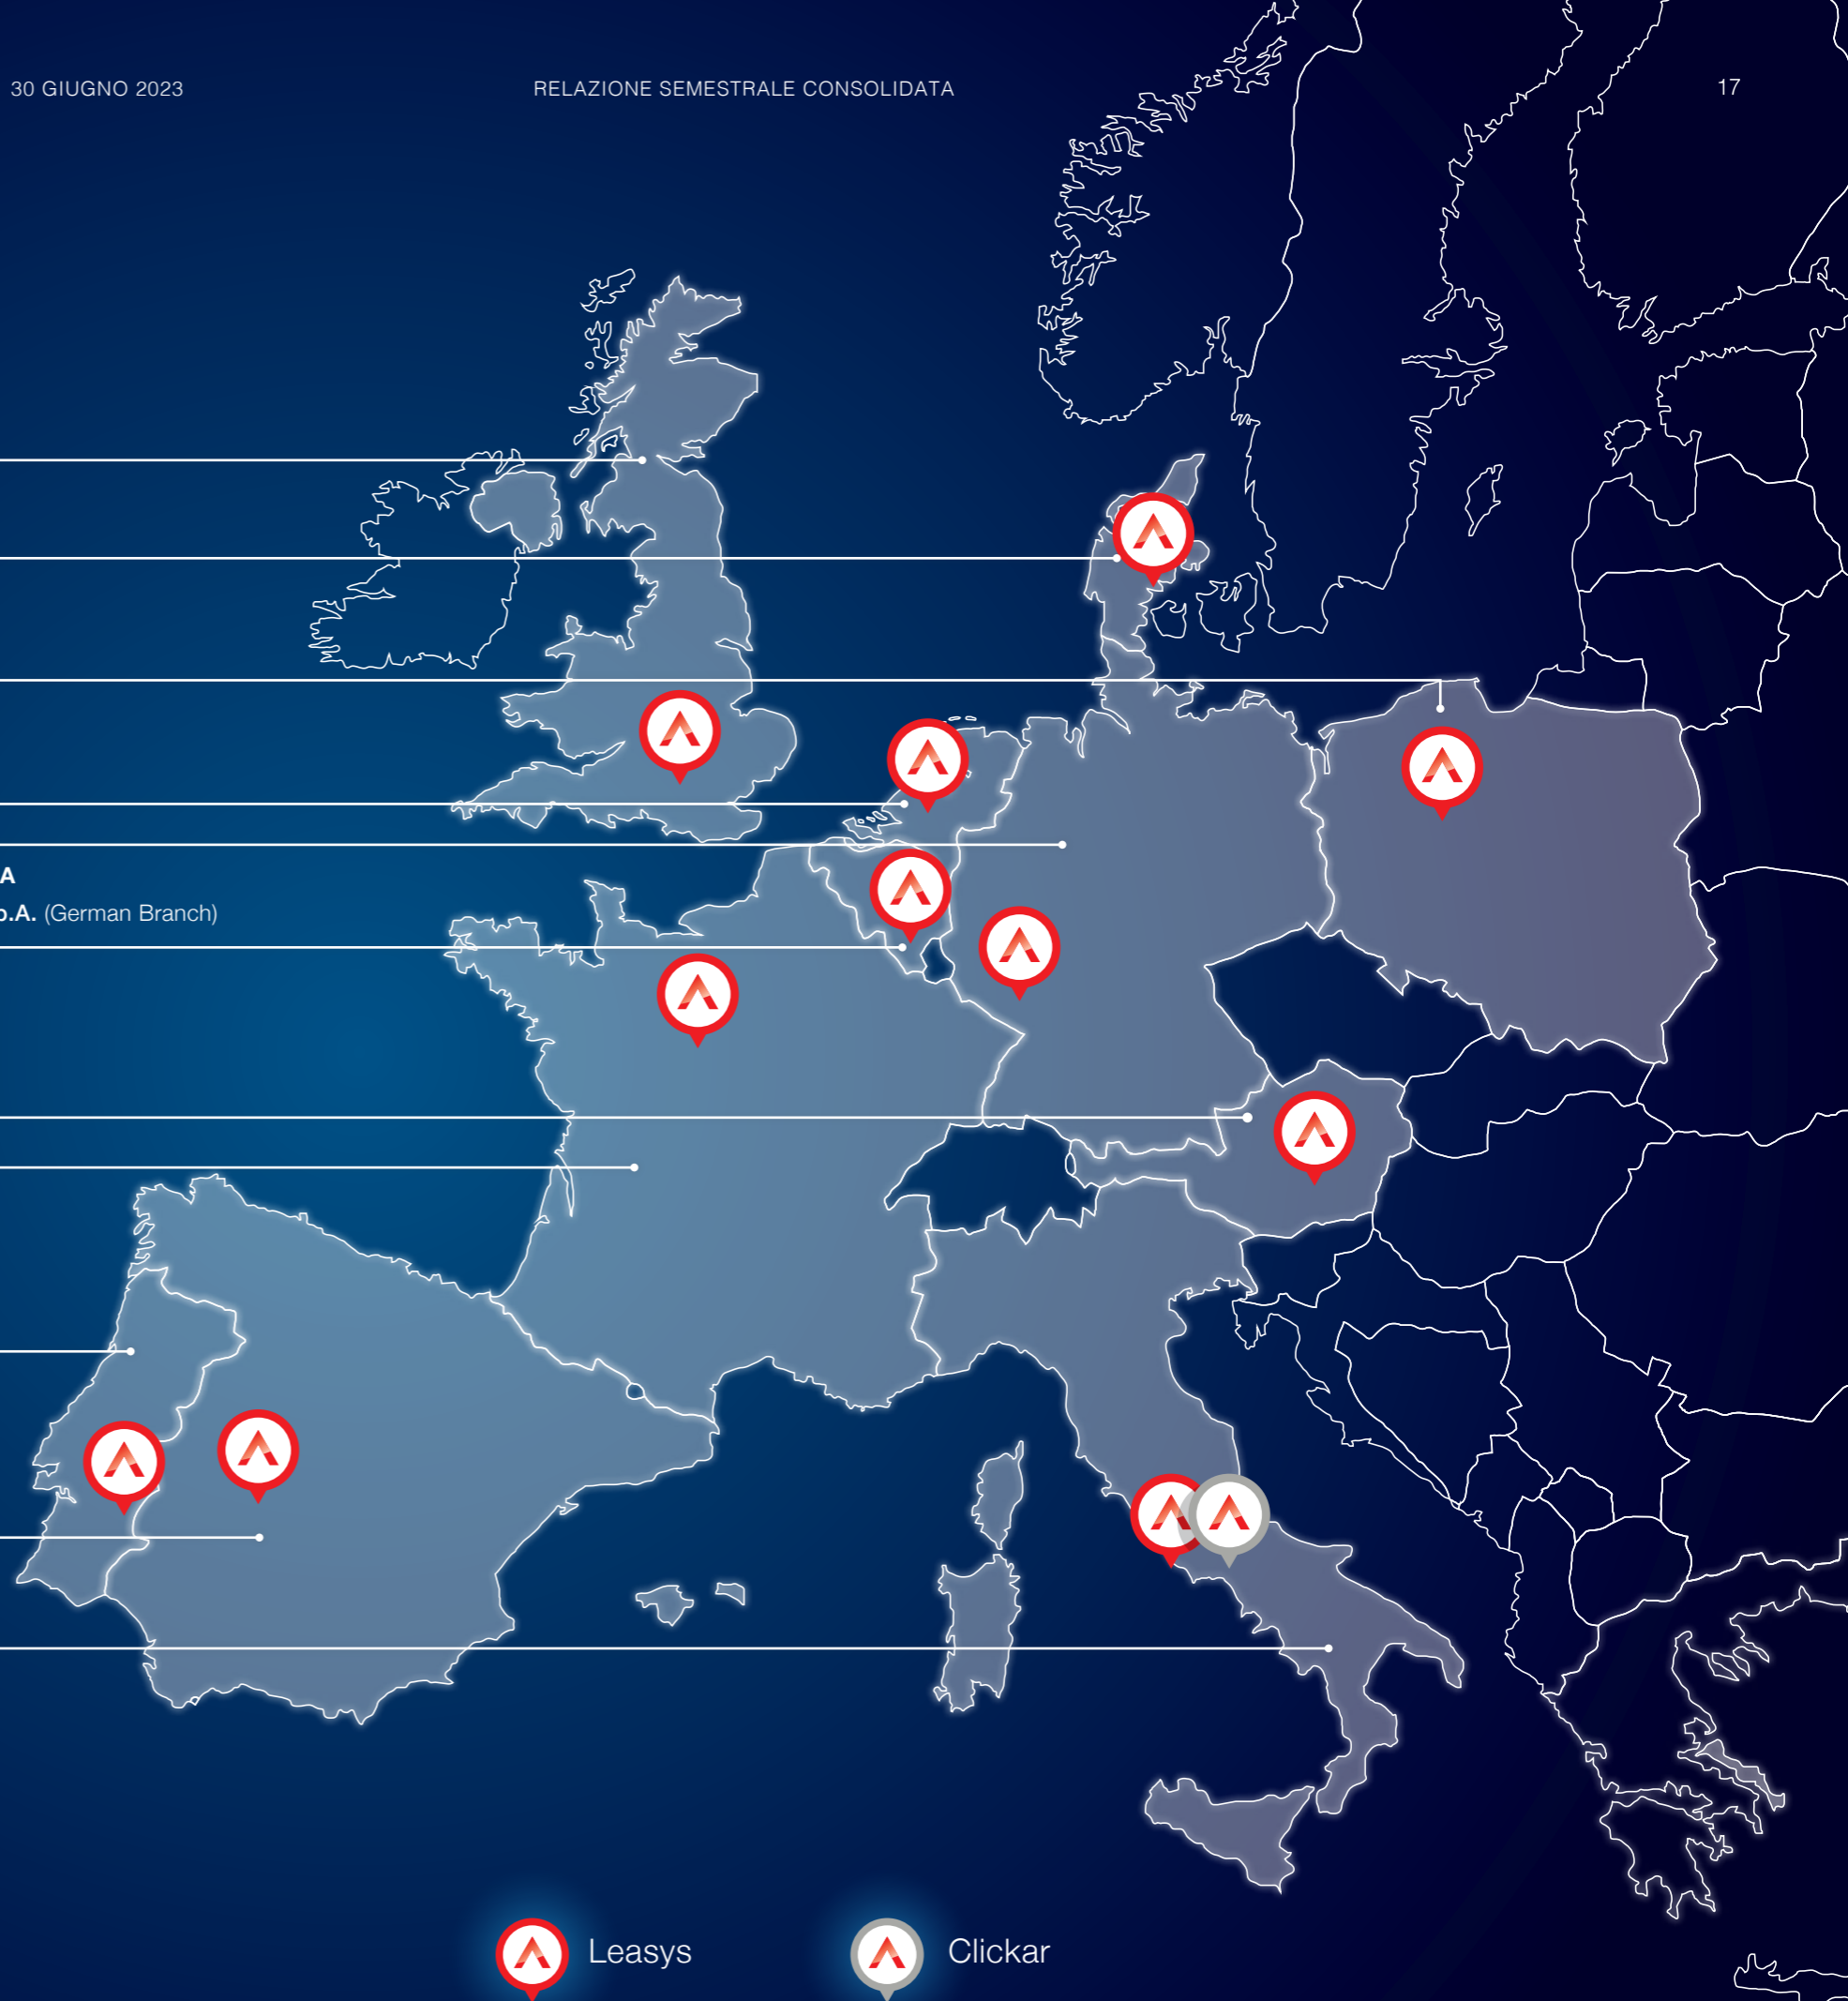 30 GIUGNO 2023
RELAZIONE SEMESTRALE CONSOLIDATA
17
A
.A. (German Branch)
Leasys
Clickar